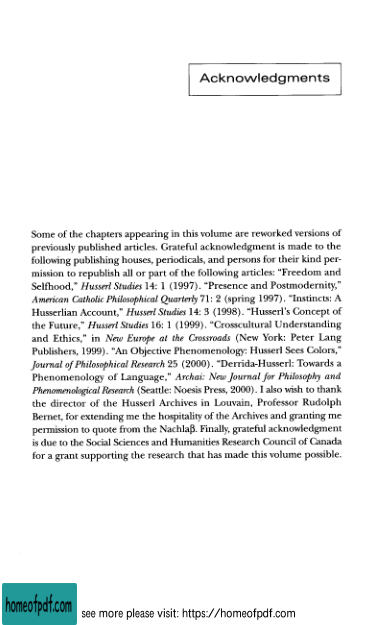 Acknowledgments
Some of the chapters appearing in this volume are reworked versions of
previously published articles. Grateful acknowledgment is made to the
following publishing houses, periodicals, and persons for their kind per-
mission to republish all or part of the following articles: “Freedom and
Selfhood,” Husserl Studies 14: 1 (1997). “Presence and Postmodernity,”
American Catholic Philosophical Quarterly 71: 2 (spring 1997). “Instincts: A
Husserlian Account,” Husserl Studies 14: 3 (1998). “Husserl’s Concept of
the Future,” Husserl Studies 16: 1 (1999). “Crosscultural Understanding
and Ethics,” in New Europe at the Crossroads (New York: Peter Lang
Publishers, 1999). “An Objective Phenomenology: Husserl Sees Colors,”
Journal of Philosophical Research 25 (2000). “Derrida-Husserl: Towards a
Phenomenology of Language,” Archai: New Journal for Philosophy and
Phenomenological Research (Seattle: Noesis Press, 2000). I also wish to thank
the director of the Husserl Archives in Louvain, Professor Rudolph
Bernet, for extending me the hospitality of the Archives and granting me
permission to quote from the Nachlaβ. Finally, grateful acknowledgment
is due to the Social Sciences and Humanities Research Council of Canada
for a grant supporting the research that has made this volume possible.
homeofpdf.com
see more please visit: https://homeofpdf.com